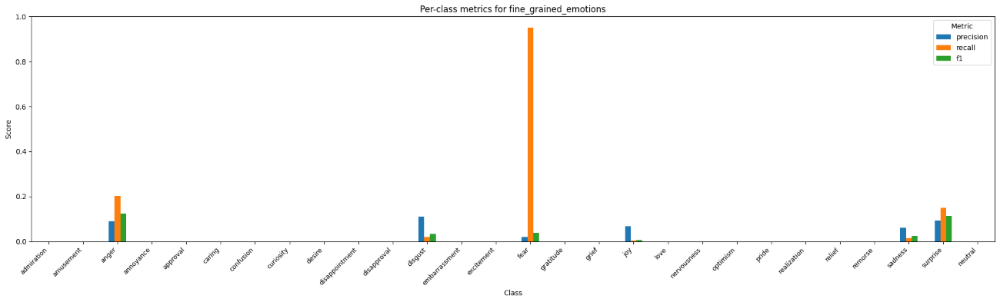 Per-class metrics for fine_grained_emotions
Metric
precision
recall
f1
Score
1.0
0.8
0.6
0.4
0.2
0.0
admiration
amusement
anger
annoyance
approval
caring
confusion
curiosity
desire
disappointment
disapproval
disgust
embarrassment
excitement
fear
gratitude
grief
joy
love
nervousness
optimism
pride
realization
relief
remorse
sadness
surprise
neutral
Class